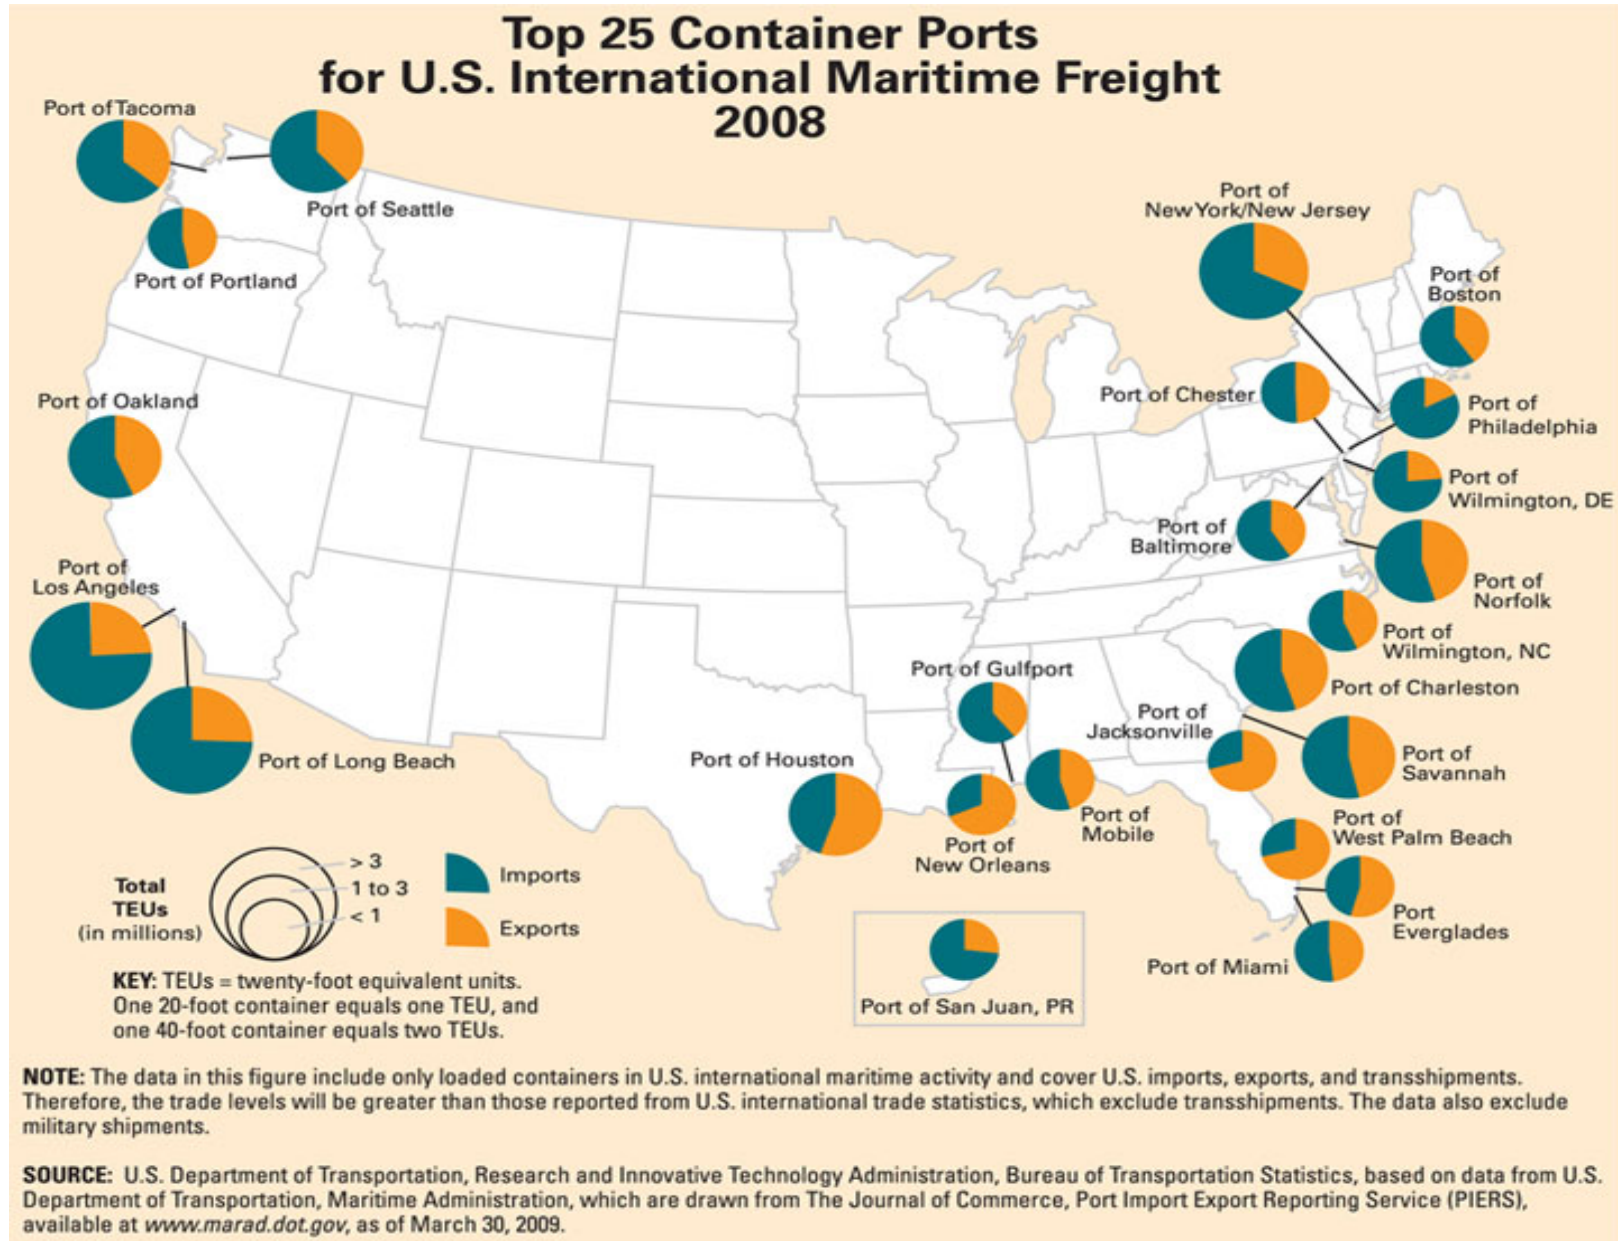 Top 25 Container Ports
for U.S. International Maritime Freight
2008
Port of Tacoma
Port of Seattle
Port of Portland
Port of
New York/New Jersey
Port of
Boston
Port of Chester
Port of
Philadelphia
Port of Oakland
Port of
Wilmington, DE
Port of
Baltimore
Port of
Los Angeles
Port of
Norfolk
Port of
Wilmington, NC
Port of Gulfport
Port of Charleston
Port of
Jacksonville
Port of Long Beach
Port of Houston
Port of
Savannah
Port of
Mobile
Port of
West Palm Beach
Port of
New Orleans
Port
Everglades
Port of Miami
Port of San Juan, PR
Total
TEUs
(in millions)
> 3
1 to 3
< 1
Imports
Exports
KEY: TEUs = twenty-foot equivalent units.
One 20-foot container equals one TEU, and
one 40-foot container equals two TEUs.
NOTE: The data in this figure include only loaded containers in U.S. international maritime activity and cover U.S. imports, exports, and transshipments.
Therefore, the trade levels will be greater than those reported from U.S. international trade statistics, which exclude transshipments. The data also exclude
military shipments.
SOURCE: U.S. Department of Transportation, Research and Innovative Technology Administration, Bureau of Transportation Statistics, based on data from U.S.
Department of Transportation, Maritime Administration, which are drawn from The Journal of Commerce, Port Import Export Reporting Service (PIERS),
available at www.marad.dot.gov, as of March 30, 2009.